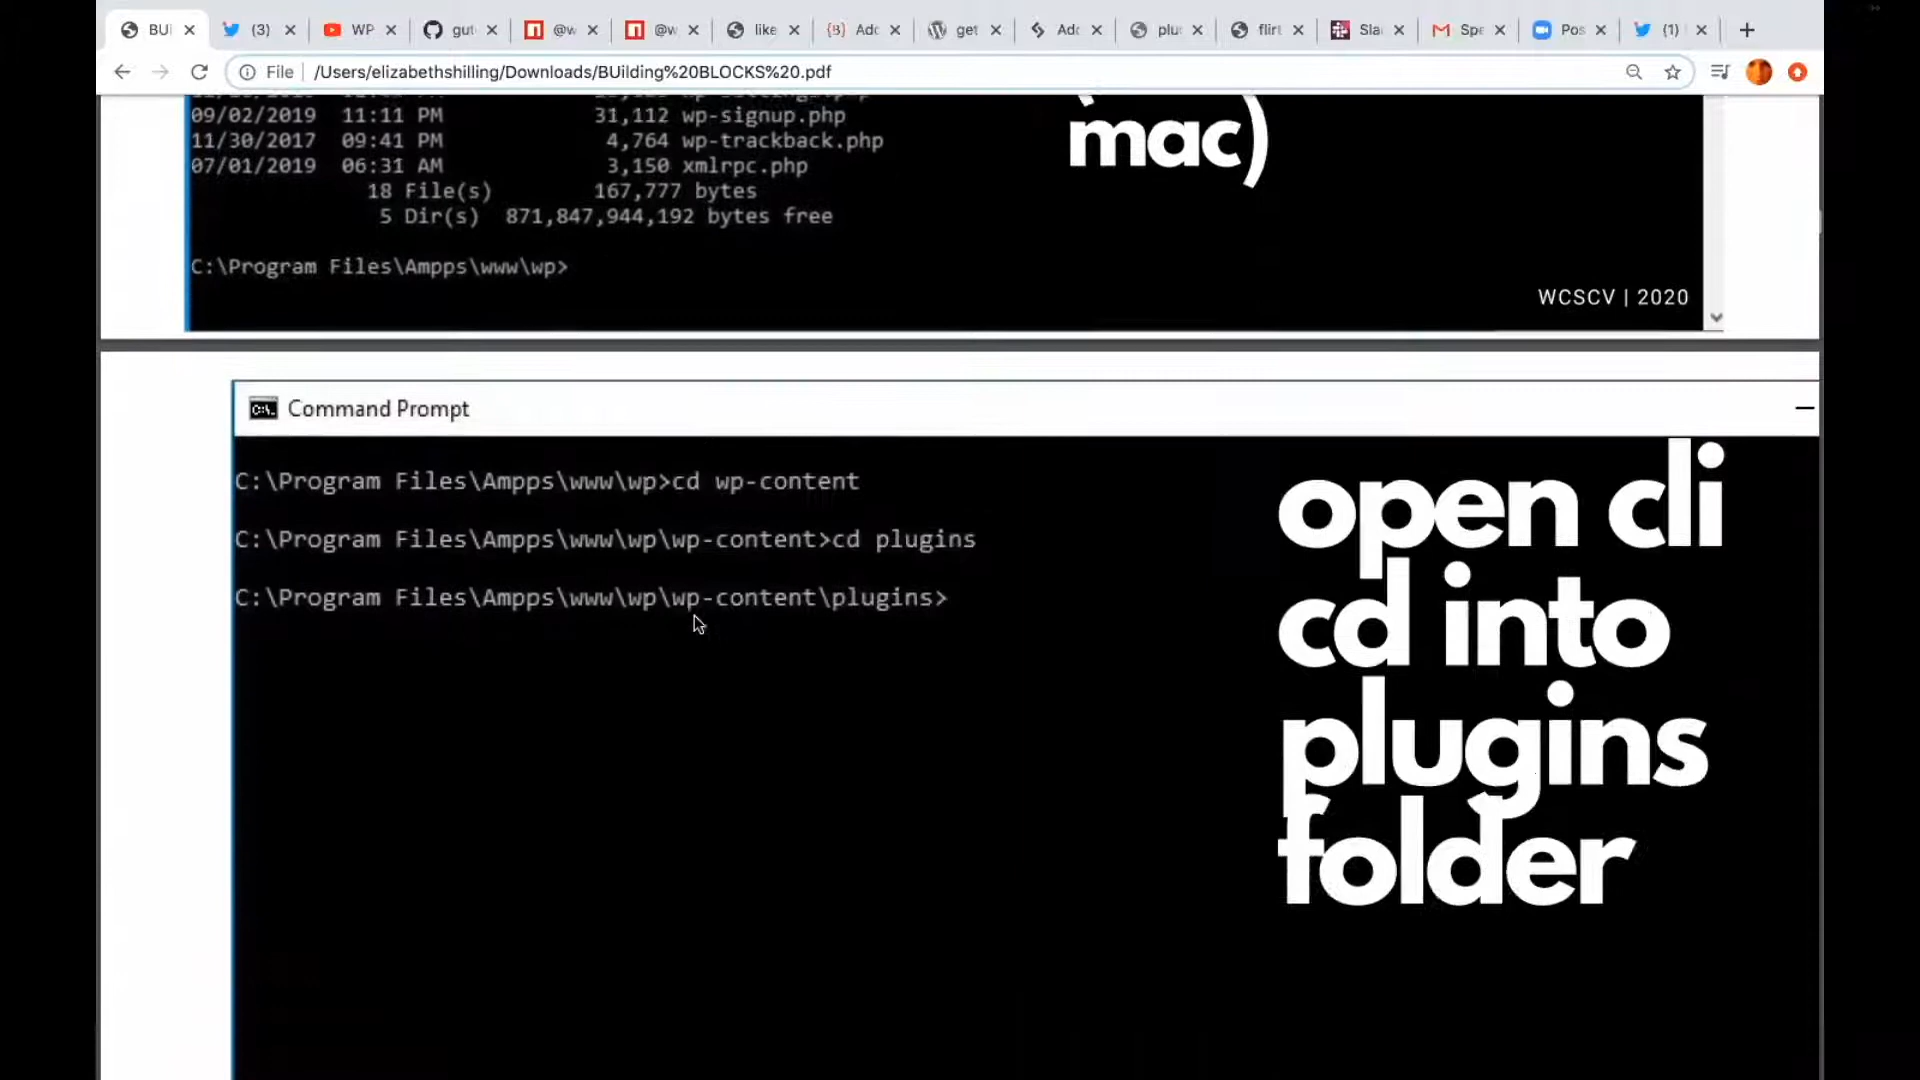 BU
(3)
WP
gut
@w
@w
like
Adc
get
Adc
plu
flirt
Sla
Spe
Pos
(1)
File
/Users/elizabethshilling/Downloads/BUilding%20BLOCKS%20.pdf
09/02/2019 11:11 PM 31,112 wp-signup.php
11/30/2017 09:41 PM 4,764 wp-trackback.php
07/01/2019 06:31 AM 3,150 xmlrpc.php
18 File(s) 167,777 bytes
5 Dir(s) 871,847,944,192 bytes free
C:\Program Files\Ampps\www\wp>
mac)
WCSCV | 2020
Command Prompt
C:\Program Files\Ampps\www\wp>cd wp-content
C:\Program Files\Ampps\www\wp\wp-content>cd plugins
C:\Program Files\Ampps\www\wp\wp-content\plugins>
open cli
cd into
plugins
folder